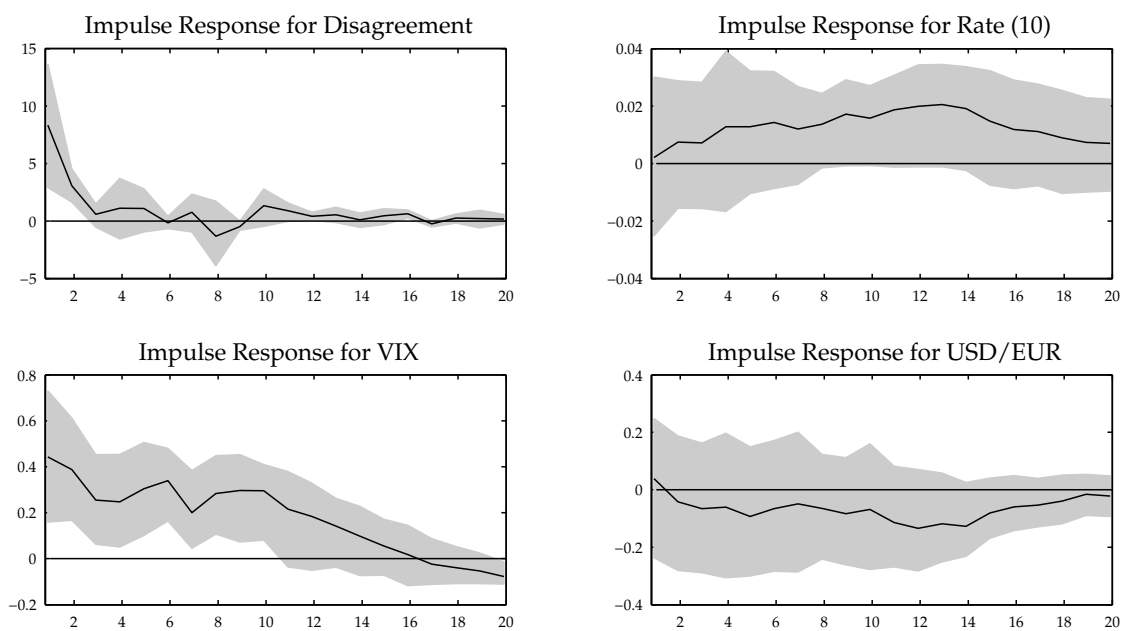 Impulse Response for Disagreement
15
10
5
0
−5
2 4 6 8 10 12 14 16 18 20
Impulse Response for Rate (10)
0.04
0.02
0
−0.02
−0.04
2 4 6 8 10 12 14 16 18 20
Impulse Response for VIX
0.8
0.6
0.4
0.2
0
−0.2
2 4 6 8 10 12 14 16 18 20
Impulse Response for USD/EUR
0.4
0.2
0
−0.2
−0.4
2 4 6 8 10 12 14 16 18 20